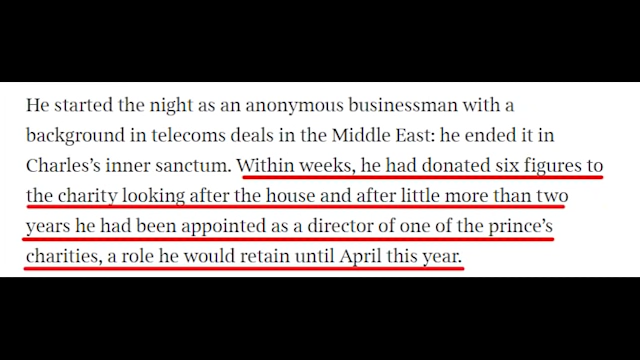 He started the night as an anonymous businessman with a
background in telecoms deals in the Middle East: he ended it in
Charles’s inner sanctum. Within weeks, he had donated six figures to
the charity looking after the house and after little more than two
years he had been appointed as a director of one of the prince’s
charities, a role he would retain until April this year.